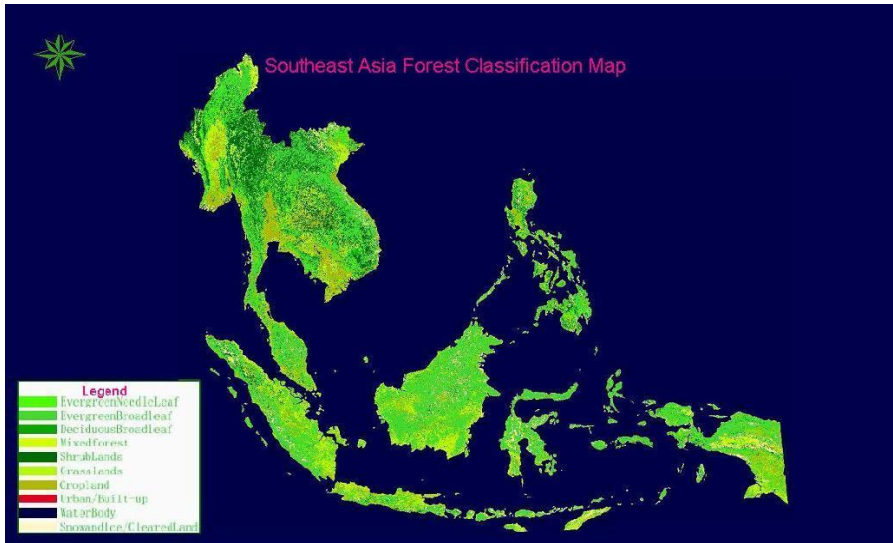 Southeast Asia Forest Classification Map
Legend
EvergreenNeedleLeaf
EvergreenBroadleaf
DeciduousBroadleaf
Mixedforest
ShrubLands
Grasslands
Cropland
Urban/Built-up
WaterBody
SnowandIce/ClearedLand